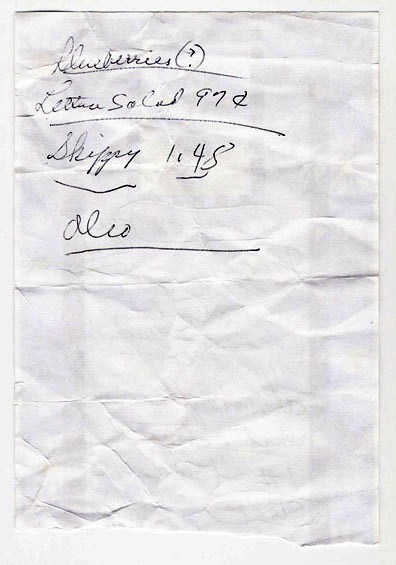 blueberries (?)
Lettuce Salad 97¢
Skippy 1.45
oleo